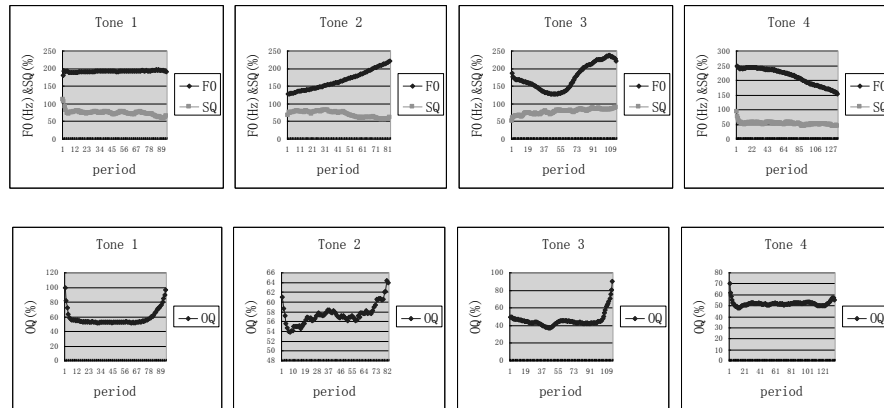 Tone 1
F0(Hz)&SQ(%)
250
200
150
100
50
0
1 12 23 34 45 56 67 78 89
period
F0
SQ
Tone 2
F0(Hz)&SQ(%)
250
200
150
100
50
0
1 11 21 31 41 51 61 71 81
period
F0
SQ
Tone 3
F0(Hz)&SQ(%)
250
200
150
100
50
0
1 19 37 55 73 91 109
period
F0
SQ
Tone 4
F0(Hz)&SQ(%)
300
250
200
150
100
50
0
1 22 43 64 85 106 127
period
F0
SQ
Tone 1
OQ(%)
120
100
80
60
40
20
0
1 12 23 34 45 56 67 78 89
period
OQ
Tone 2
OQ(%)
66
64
62
60
58
56
54
52
50
48
1 10 19 28 37 46 55 64 73 82
period
OQ
Tone 3
OQ(%)
100
80
60
40
20
0
1 19 37 55 73 91 109
period
OQ
Tone 4
OQ(%)
80
70
60
50
40
30
20
10
0
1 21 41 61 81 101 121
period
OQ